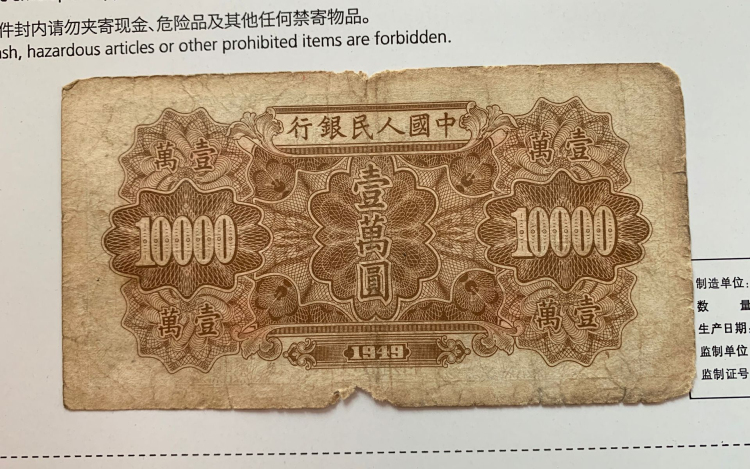 件封内请勿夹寄现金、危险品及其他任何禁寄物品。
ash, hazardous articles or other prohibited items are forbidden.
行銀民人國中
萬壹
萬壹
壹萬圓
10000
10000
萬壹
萬壹
1949
制造单位:
数 量
生产日期:
监制单位
监制证号